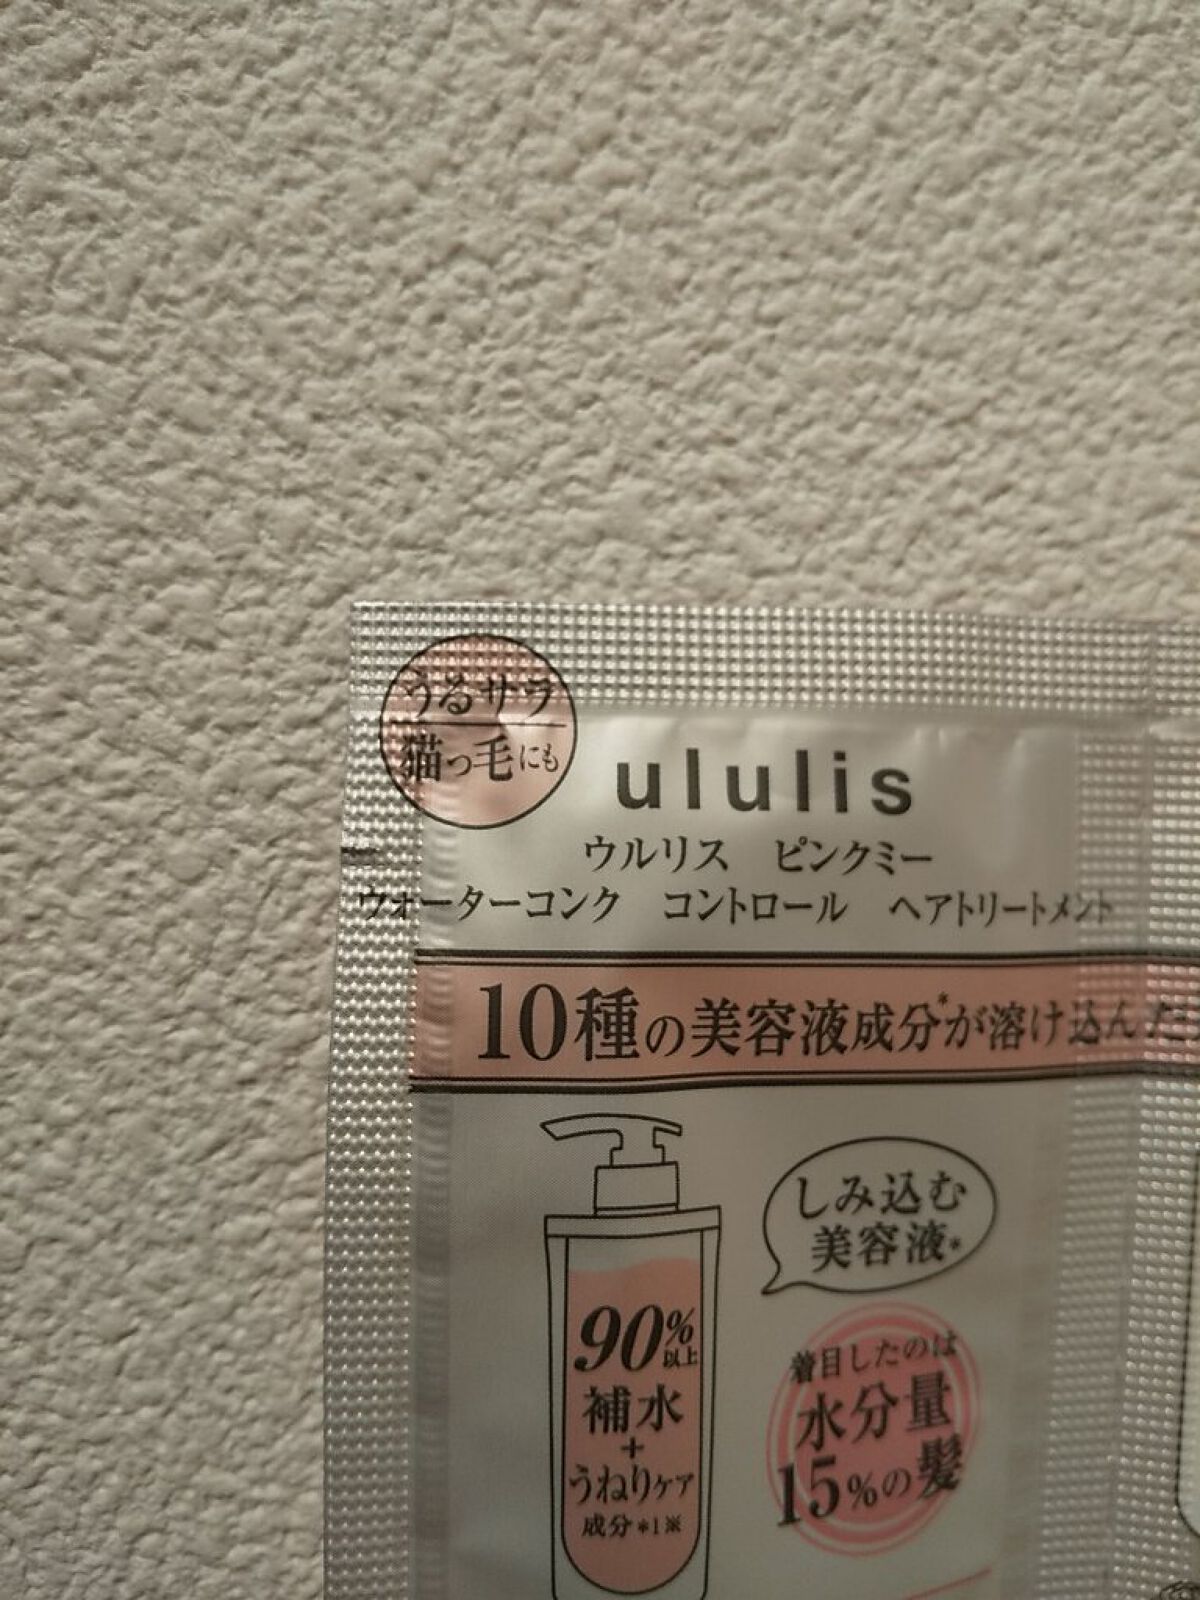 うるサラ
猫っ毛にも
ululis
ウルリス ピンクミー
ウォーターコンク コントロール ヘアトリートメント
10種の美容液成分*が溶け込んだ
しみ込む
美容液*
90%以上
補水
+
うねりケア
成分*1※
着目したのは
水分量
15%の髪